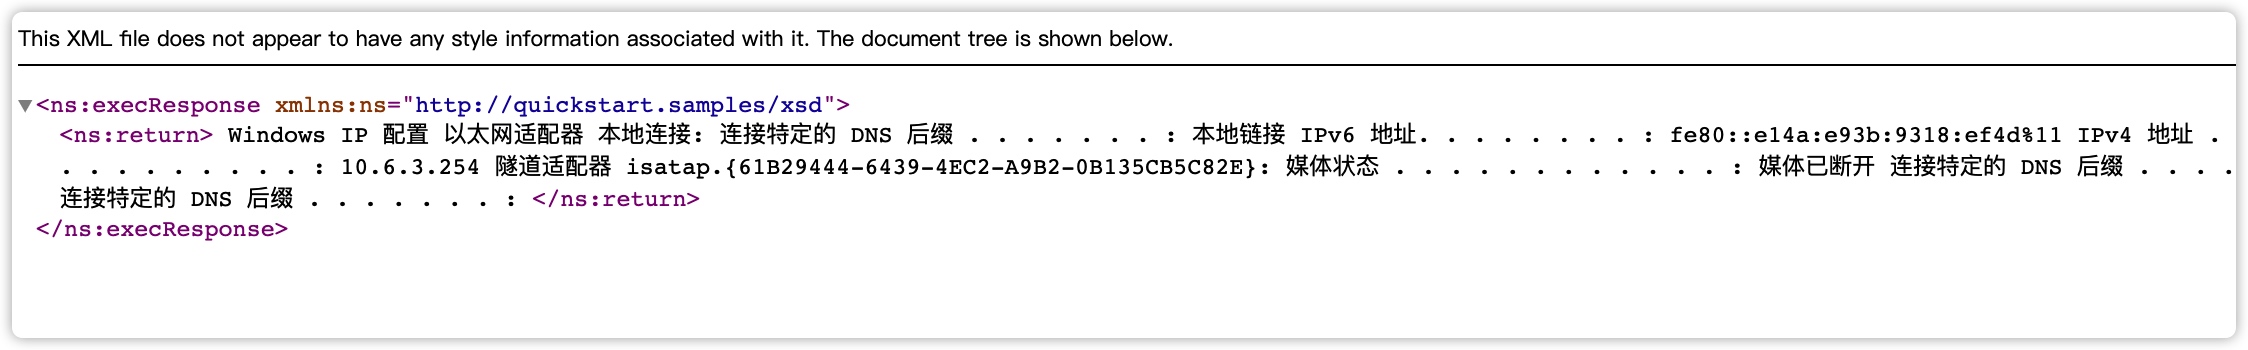 This XML file does not appear to have any style information associated with it. The document tree is shown below.
▼<ns:execResponse xmlns:ns="http://quickstart.samples/xsd">
<ns:return> Windows IP 配置 以太网适配器 本地连接: 连接特定的 DNS 后缀 . . . . . . . : 本地链接 IPv6 地址. . . . . . . . : fe80::e14a:e93b:9318:ef4d%11 IPv4 地址 .
. . . . . . . . . : 10.6.3.254 隧道适配器 isatap.{61B29444-6439-4EC2-A9B2-0B135CB5C82E}: 媒体状态 . . . . . . . . . . . . : 媒体已断开 连接特定的 DNS 后缀 . . . .
连接特定的 DNS 后缀 . . . . . . . : </ns:return>
</ns:execResponse>